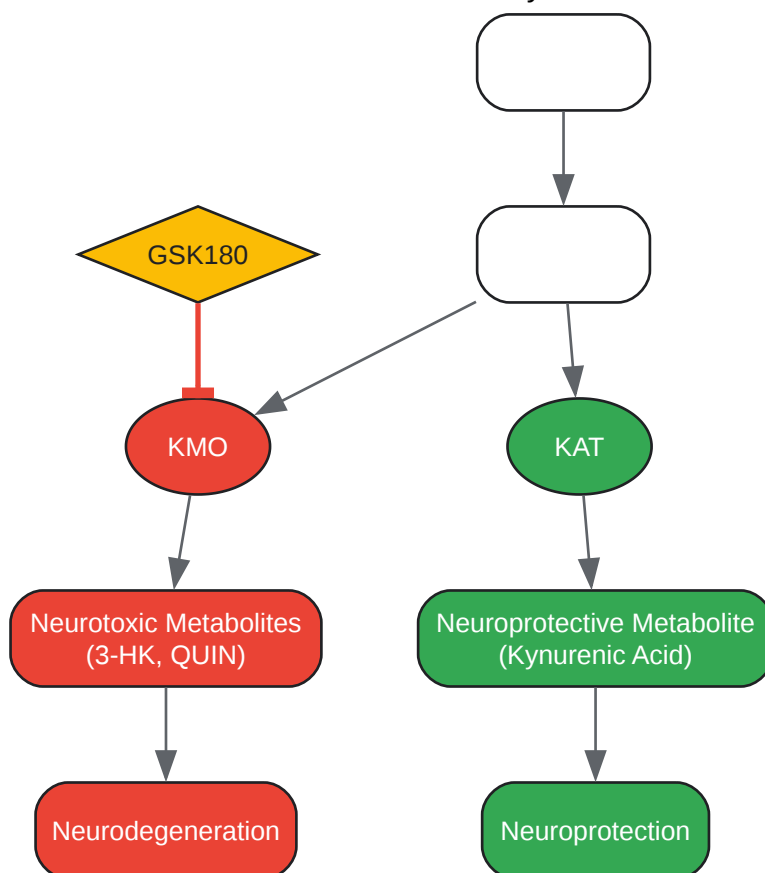 GSK180
KMO
KAT
Neurotoxic Metabolites
(3-HK, QUIN)
Neuroprotective Metabolite
(Kynurenic Acid)
Neurodegeneration
Neuroprotection